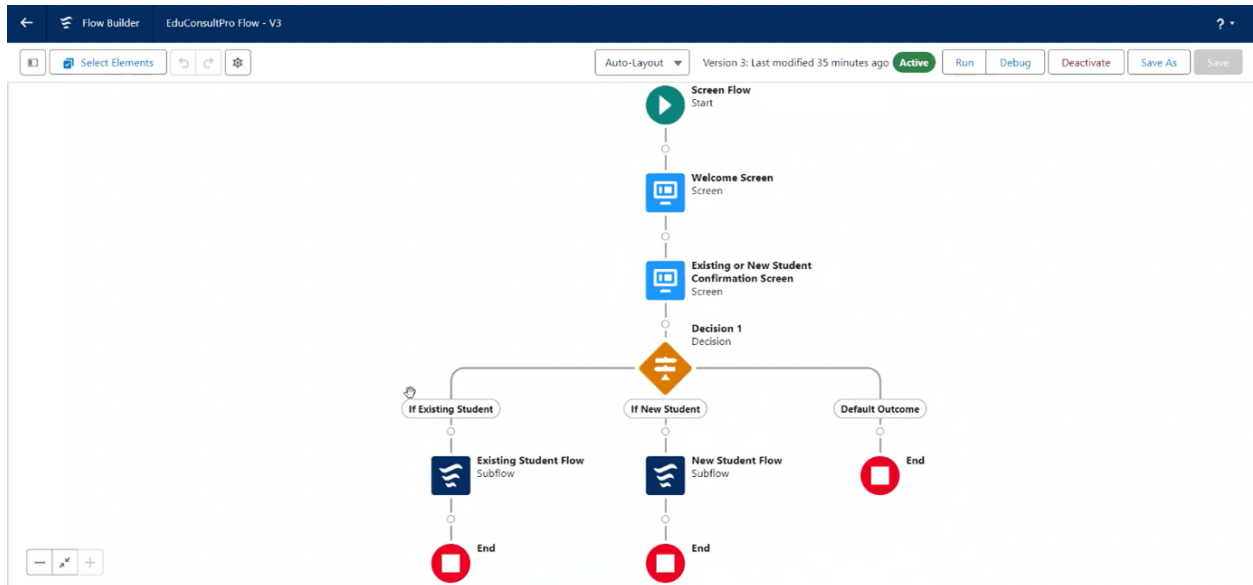 Flow Builder EduConsultPro Flow - V3 ?
Select Elements Auto-Layout Version 3: Last modified 35 minutes ago Active Run Debug Deactivate Save As Save
Screen Flow
Start
Welcome Screen
Screen
Existing or New Student
Confirmation Screen
Screen
Decision 1
Decision
If Existing Student If New Student Default Outcome
Existing Student Flow
Subflow
New Student Flow
Subflow
End
End
End